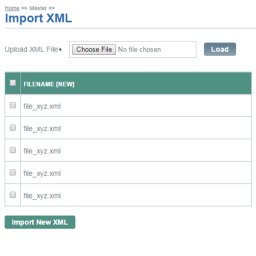 Home >> Master >>
Import XML
Upload XML File
Choose File No file chosen
Load
FILENAME [NEW]
file_xyz.xml
file_xyz.xml
file_xyz.xml
file_xyz.xml
file_xyz.xml
Import New XML